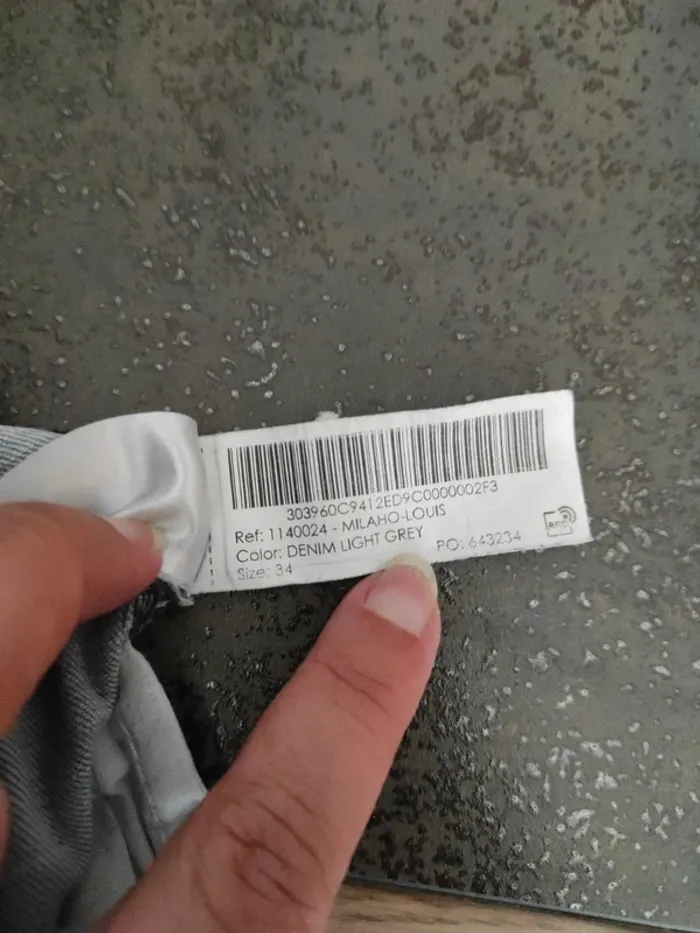 303960C9412ED9C0000002F3
Ref: 1140024 - MILAHO-LOUIS
Color: DENIM LIGHT GREY
PO: 643234
Size: 34